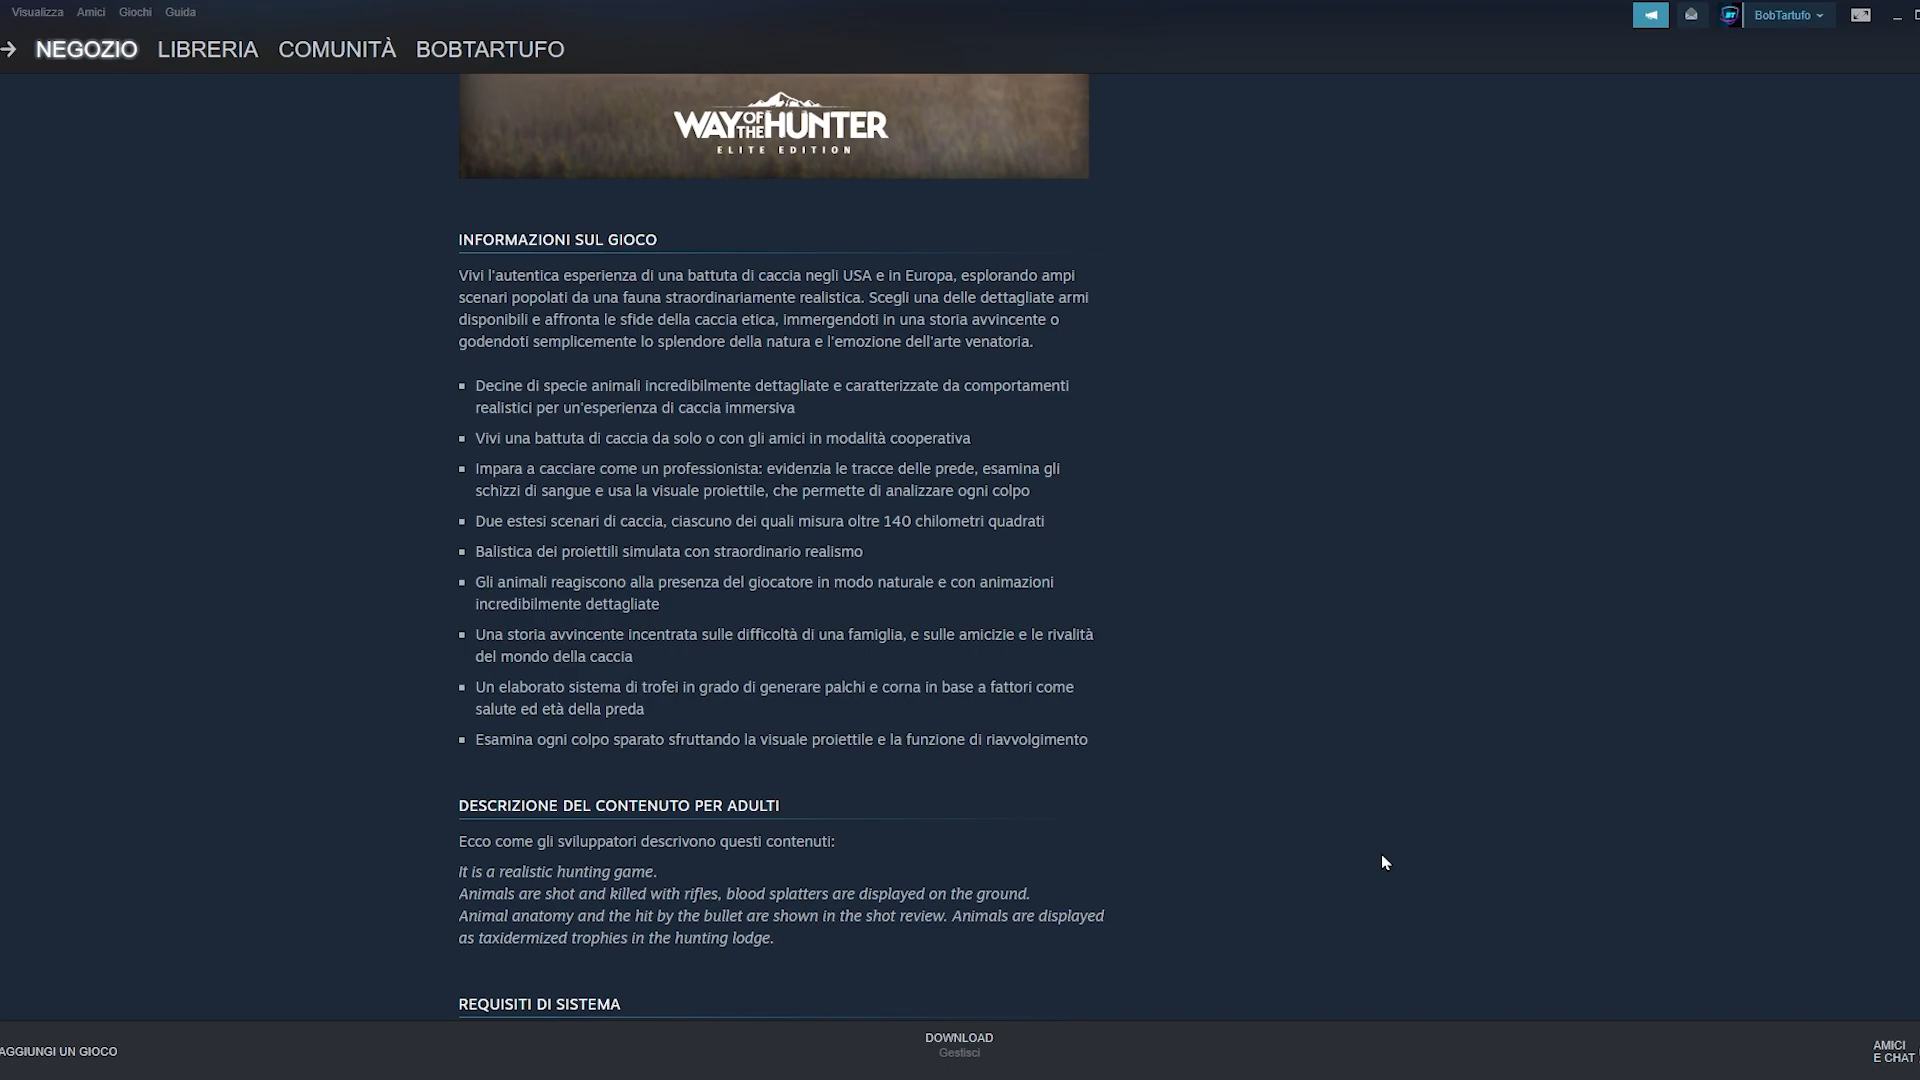 Visualizza Amici Giochi Guida
BobTartufo
NEGOZIO LIBRERIA COMUNITÀ BOBTARTUFO
WAY OF THE HUNTER
ELITE EDITION
INFORMAZIONI SUL GIOCO
Vivi l'autentica esperienza di una battuta di caccia negli USA e in Europa, esplorando ampi
scenari popolati da una fauna straordinariamente realistica. Scegli una delle dettagliate armi
disponibili e affronta le sfide della caccia etica, immergendoti in una storia avvincente o
godendoti semplicemente lo splendore della natura e l'emozione dell'arte venatoria.
Decine di specie animali incredibilmente dettagliate e caratterizzate da comportamenti
realistici per un'esperienza di caccia immersiva
Vivi una battuta di caccia da solo o con gli amici in modalità cooperativa
Impara a cacciare come un professionista: evidenzia le tracce delle prede, esamina gli
schizzi di sangue e usa la visuale proiettile, che permette di analizzare ogni colpo
Due estesi scenari di caccia, ciascuno dei quali misura oltre 140 chilometri quadrati
Balistica dei proiettili simulata con straordinario realismo
Gli animali reagiscono alla presenza del giocatore in modo naturale e con animazioni
incredibilmente dettagliate
Una storia avvincente incentrata sulle difficoltà di una famiglia, e sulle amicizie e le rivalità
del mondo della caccia
Un elaborato sistema di trofei in grado di generare palchi e corna in base a fattori come
salute ed età della preda
Esamina ogni colpo sparato sfruttando la visuale proiettile e la funzione di riavvolgimento
DESCRIZIONE DEL CONTENUTO PER ADULTI
Ecco come gli sviluppatori descrivono questi contenuti:
It is a realistic hunting game.
Animals are shot and killed with rifles, blood splatters are displayed on the ground.
Animal anatomy and the hit by the bullet are shown in the shot review. Animals are displayed
as taxidermized trophies in the hunting lodge.
REQUISITI DI SISTEMA
AGGIUNGI UN GIOCO
DOWNLOAD
Gestisci
AMICI
E CHAT